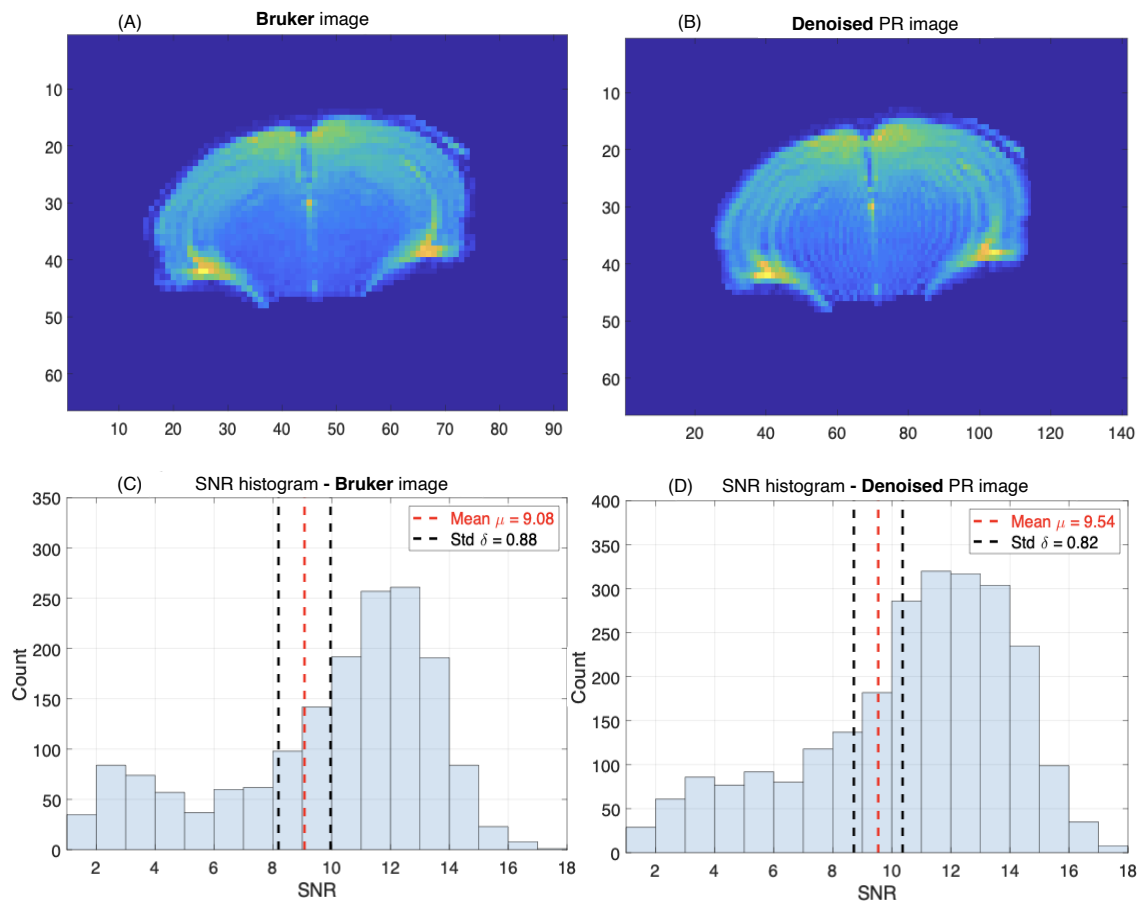 (A) Bruker image
(B) Denoised PR image
10
20
30
40
50
60
10 20 30 40 50 60 70 80 90
10
20
30
40
50
60
20 40 60 80 100 120 140
(C) SNR histogram - Bruker image
350
300
250
200
150
100
50
0
Count
Mean μ = 9.08
Std δ = 0.88
2 4 6 8 10 12 14 16 18
SNR
(D) SNR histogram - Denoised PR image
400
350
300
250
200
150
100
50
0
Count
Mean μ = 9.54
Std δ = 0.82
2 4 6 8 10 12 14 16 18
SNR